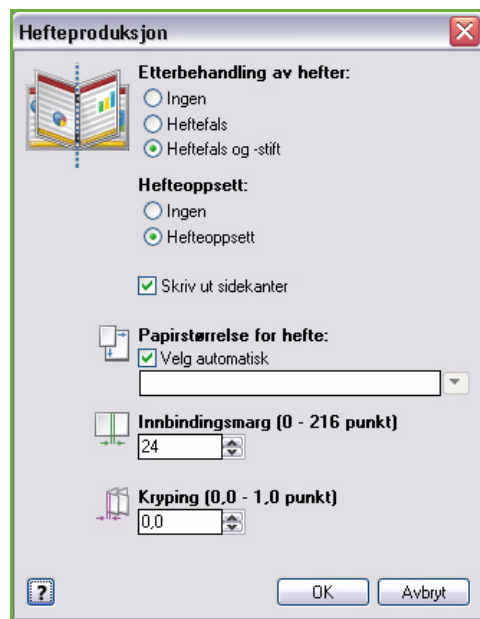 Hefteproduksjon
Etterbehandling av hefter:
Ingen
Heftefals
Heftefals og -stift
Hefteoppsett:
Ingen
Hefteoppsett
Skriv ut sidekanter
Papirstørrelse for hefte:
Velg automatisk
Innbindingsmarg (0 - 216 punkt)
24
Kryping (0,0 - 1,0 punkt)
0,0
?
OK
Avbryt